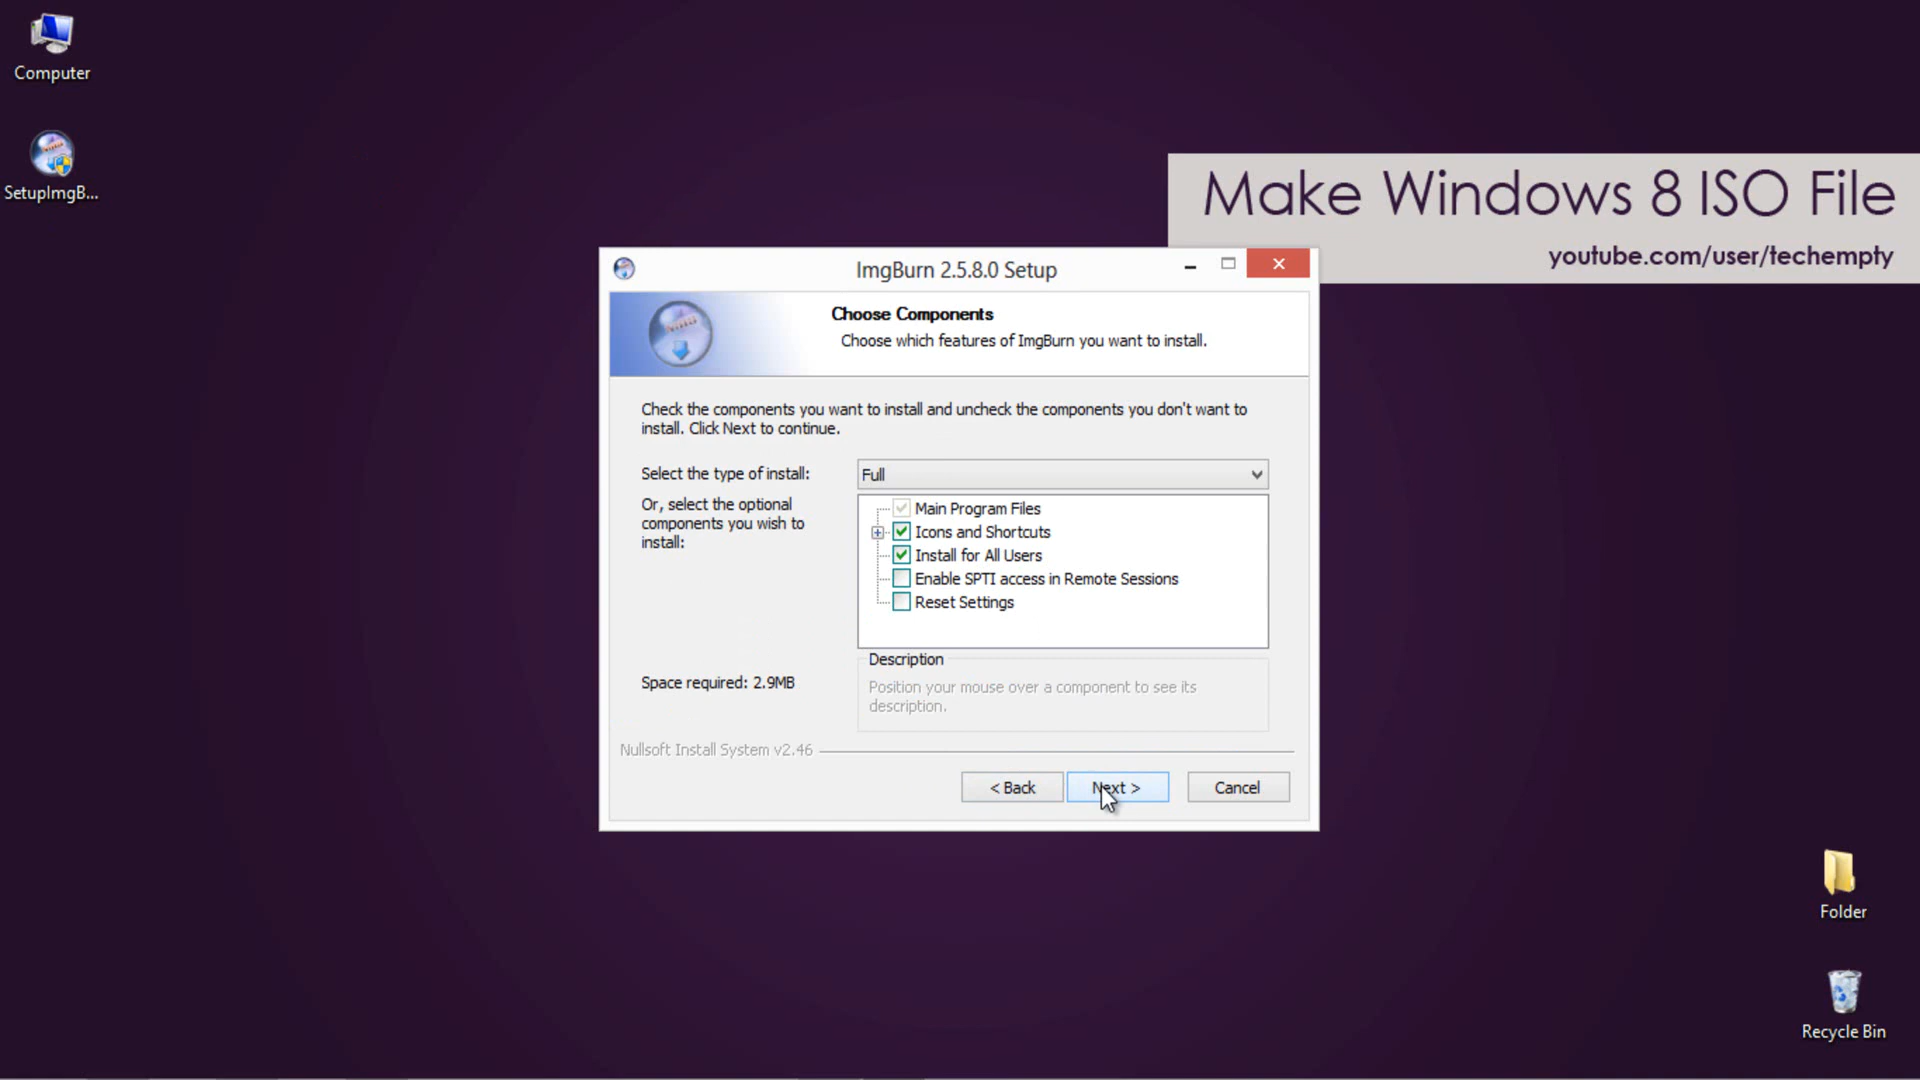 Computer
SetupImgB...
Make Windows 8 ISO File
youtube.com/user/techempty
ImgBurn 2.5.8.0 Setup
Choose Components
Choose which features of ImgBurn you want to install.
Check the components you want to install and uncheck the components you don't want to
install. Click Next to continue.
Select the type of install:
Full
Or, select the optional
components you wish to
install:
Main Program Files
Icons and Shortcuts
Install for All Users
Enable SPTI access in Remote Sessions
Reset Settings
Space required: 2.9MB
Description
Position your mouse over a component to see its
description.
Nullsoft Install System v2.46
< Back
Next >
Cancel
Folder
Recycle Bin